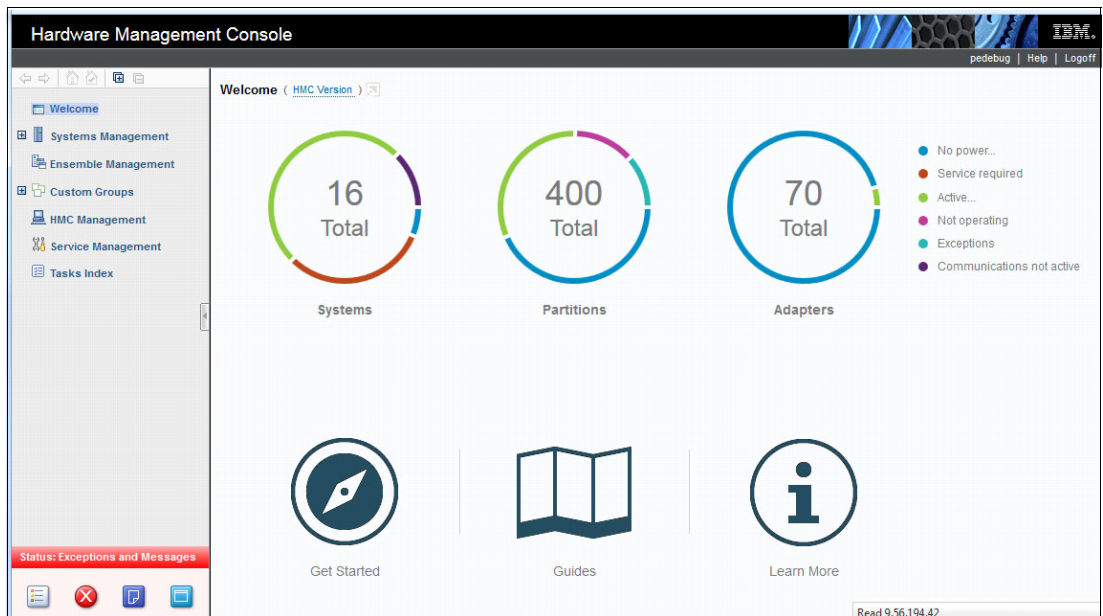 Hardware Management Console
IBM.
pedebug | Help | Logoff
Welcome ( HMC Version )
Welcome
Systems Management
Ensemble Management
Custom Groups
HMC Management
Service Management
Tasks Index
16
Total
Systems
400
Total
Partitions
70
Total
Adapters
No power...
Service required
Active...
Not operating
Exceptions
Communications not active
Get Started
Guides
Learn More
Status: Exceptions and Messages
Read 9.56.194.42